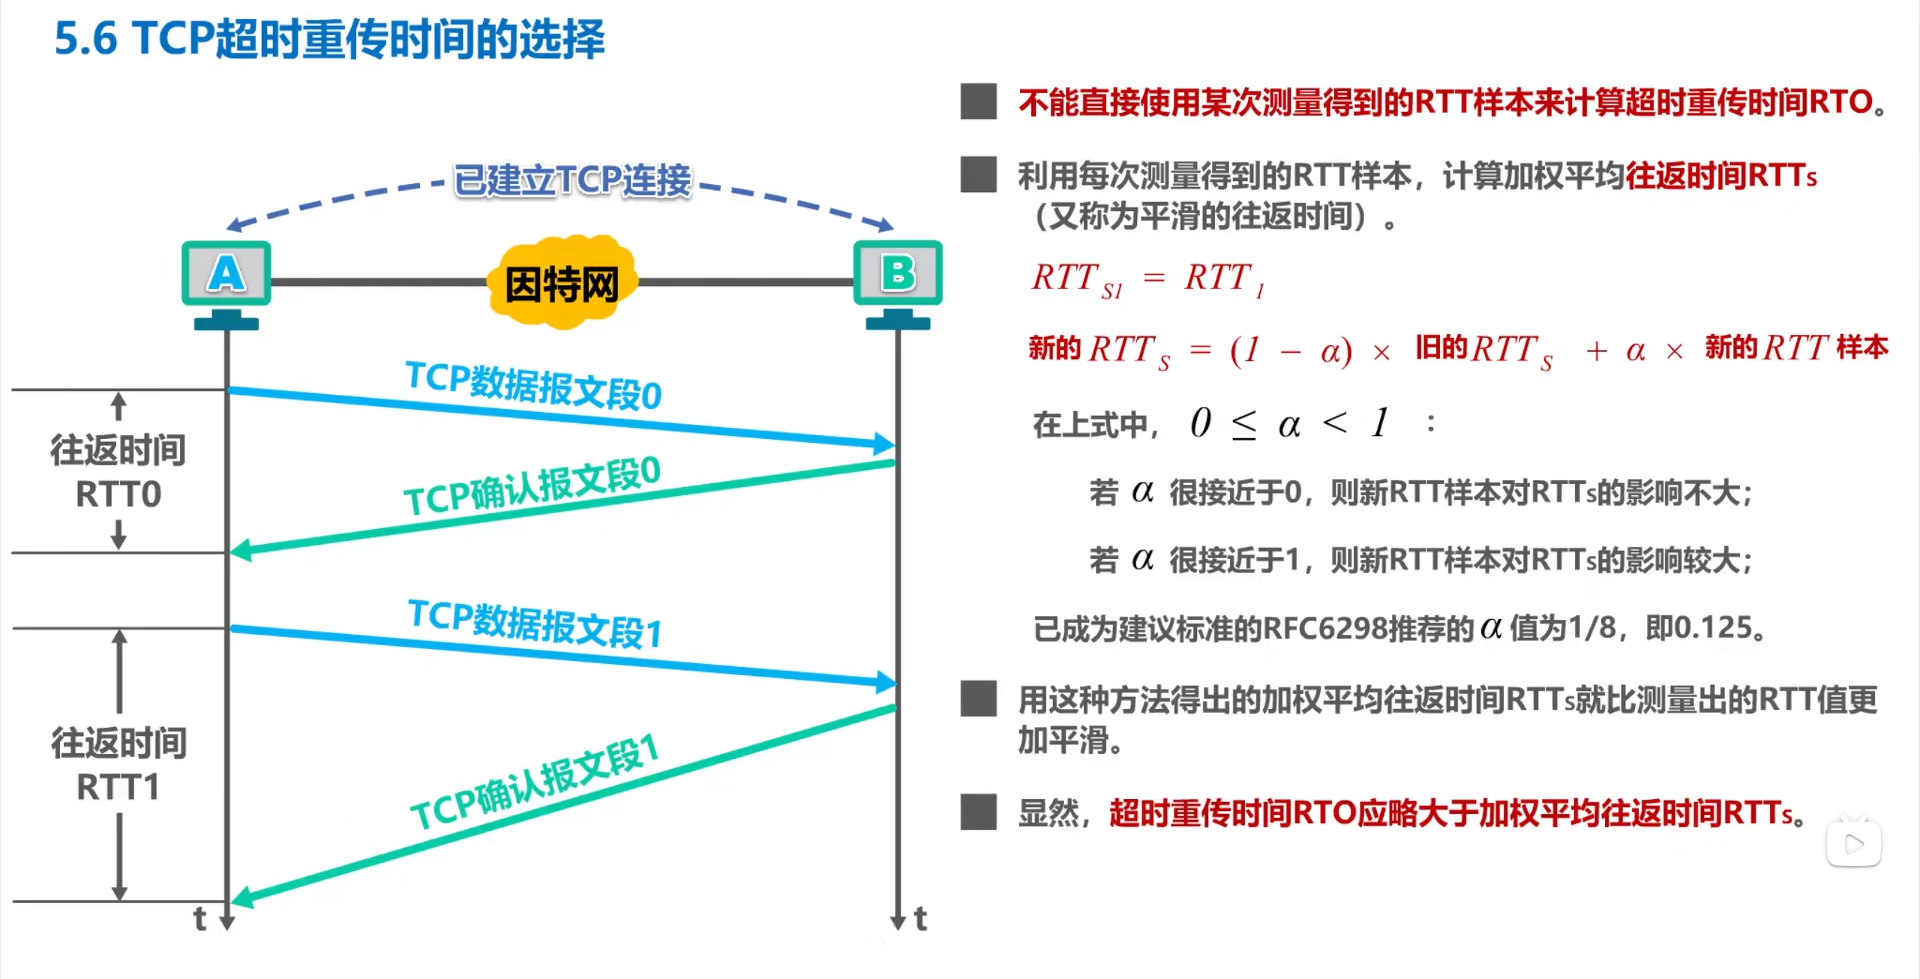 5.6 TCP超时重传时间的选择
已建立TCP连接
A
因特网
B
TCP数据报文段0
往返时间
RTT0
TCP确认报文段0
TCP数据报文段1
往返时间
RTT1
TCP确认报文段1
t
t
不能直接使用某次测量得到的RTT样本来计算超时重传时间RTO。
利用每次测量得到的RTT样本，计算加权平均往返时间RTTs
（又称为平滑的往返时间）。
RTT S1 = RTT 1
新的 RTT S = (1 − α) × 旧的 RTT S + α × 新的 RTT 样本
在上式中， 0 ≤ α < 1 ：
若 α 很接近于0，则新RTT样本对RTTs的影响不大；
若 α 很接近于1，则新RTT样本对RTTs的影响较大；
已成为建议标准的RFC6298推荐的 α 值为1/8，即0.125。
用这种方法得出的加权平均往返时间RTTs就比测量出的RTT值更
加平滑。
显然，超时重传时间RTO应略大于加权平均往返时间RTTs。